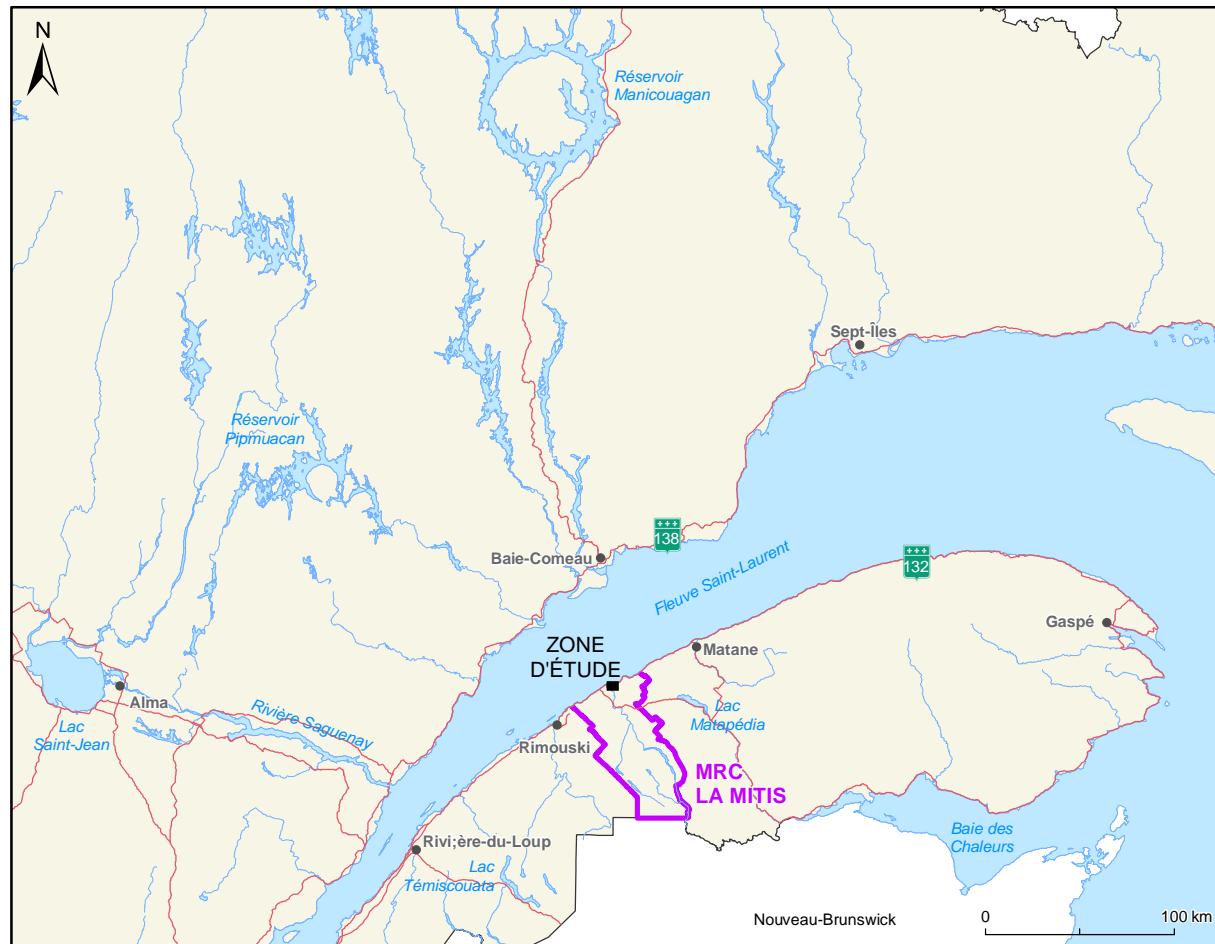 N
Réservoir
Manicouagan
Sept-Îles
Réservoir
Pipmuacan
138
Baie-Comeau
Fleuve Saint-Laurent
132
Gaspé
ZONE
D'ÉTUDE
Matane
Alma
Rivière Saguenay
Lac
Matapédia
Lac
Saint-Jean
Rimouski
MRC
LA MITIS
Rivi;ère-du-Loup
Baie des
Chaleurs
Lac
Témiscouata
Nouveau-Brunswick
0
100 km